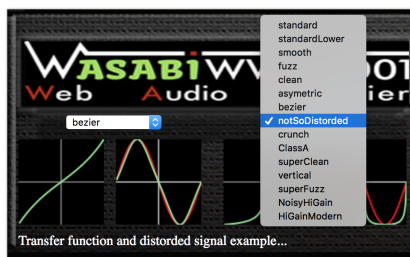 standard
standardLower
smooth
fuzz
clean
asymetric
bezier
notSoDistorded
crunch
ClassA
superClean
vertical
superFuzz
NoisyHiGain
HiGainModern
WASABI
Web Audio
bezier
Transfer function and distorded signal example...